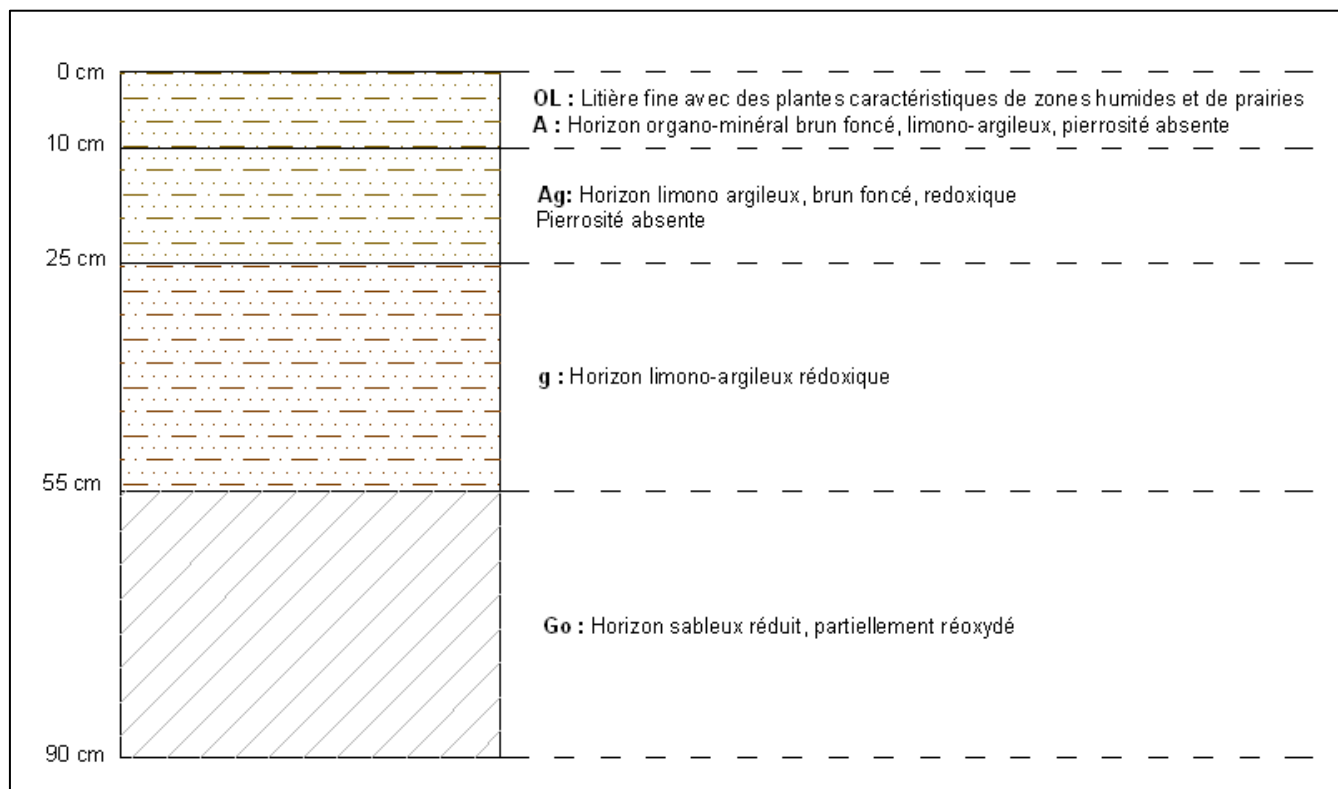 0 cm
OL : Litière fine avec des plantes caractéristiques de zones humides et de prairies
A : Horizon organo-minéral brun foncé, limono-argileux, pierrosité absente
10 cm
Ag: Horizon limono argileux, brun foncé, redoxique
Pierrosité absente
25 cm
g : Horizon limono-argileux rédoxique
55 cm
Go : Horizon sableux réduit, partiellement réoxydé
90 cm